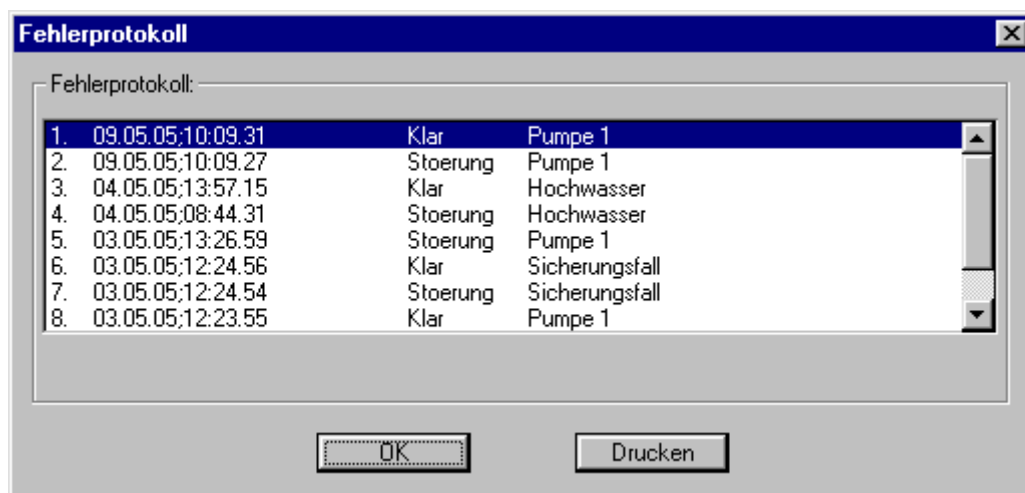 Fehlerprotokoll
Fehlerprotokoll:
1. 09.05.05;10:09.31 Klar Pumpe 1
2. 09.05.05;10:09.27 Stoerung Pumpe 1
3. 04.05.05;13:57.15 Klar Hochwasser
4. 04.05.05;08:44.31 Stoerung Hochwasser
5. 03.05.05;13:26.59 Stoerung Pumpe 1
6. 03.05.05;12:24.56 Klar Sicherungsfall
7. 03.05.05;12:24.54 Stoerung Sicherungsfall
8. 03.05.05;12:23.55 Klar Pumpe 1
OK Drucken